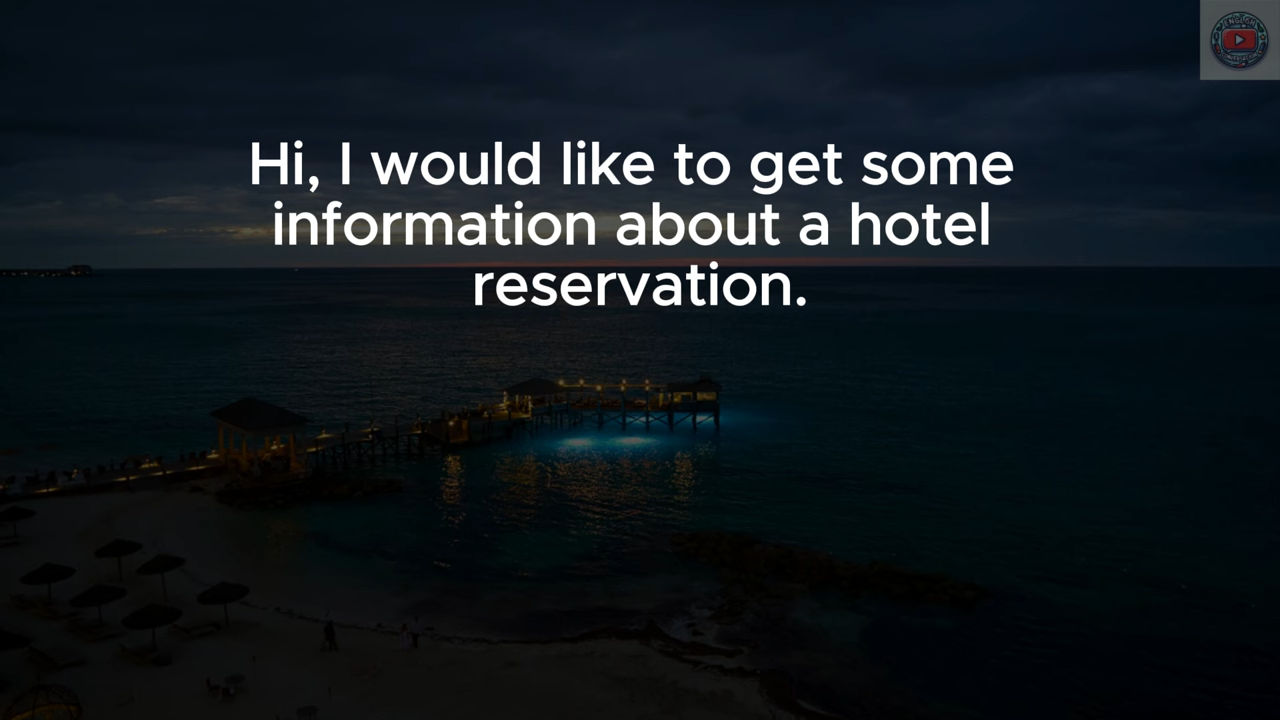 Hi, I would like to get some
information about a hotel
reservation.